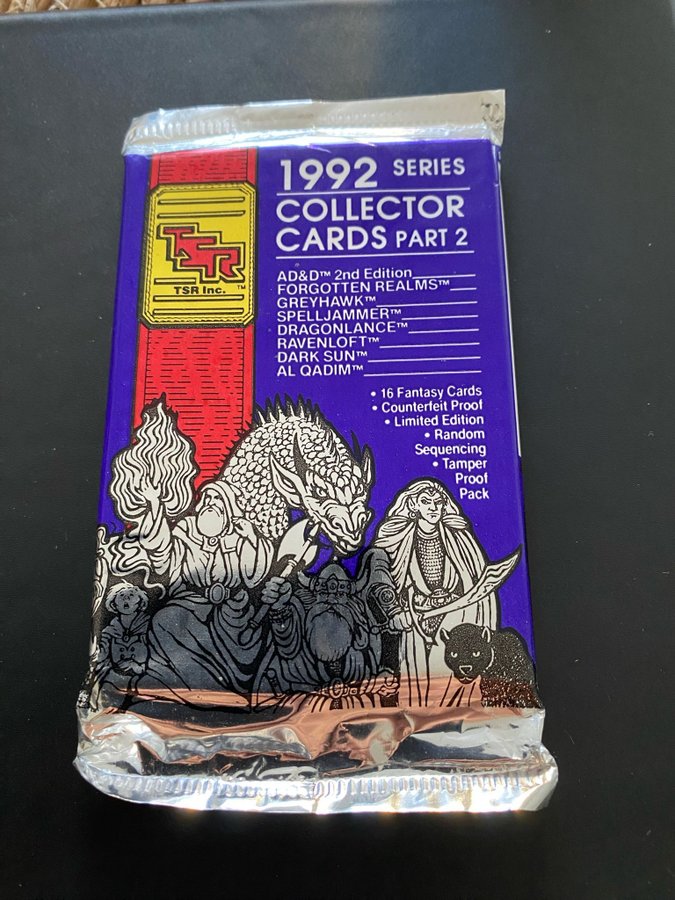 1992 SERIES
COLLECTOR
CARDS PART 2
TSR
TSR Inc.™
AD&D™ 2nd Edition
FORGOTTEN REALMS™
GREYHAWK™
SPELLJAMMER™
DRAGONLANCE™
RAVENLOFT™
DARK SUN™
AL QADIM™
• 16 Fantasy Cards
• Counterfeit Proof
• Limited Edition
• Random
Sequencing
• Tamper
Proof
Pack